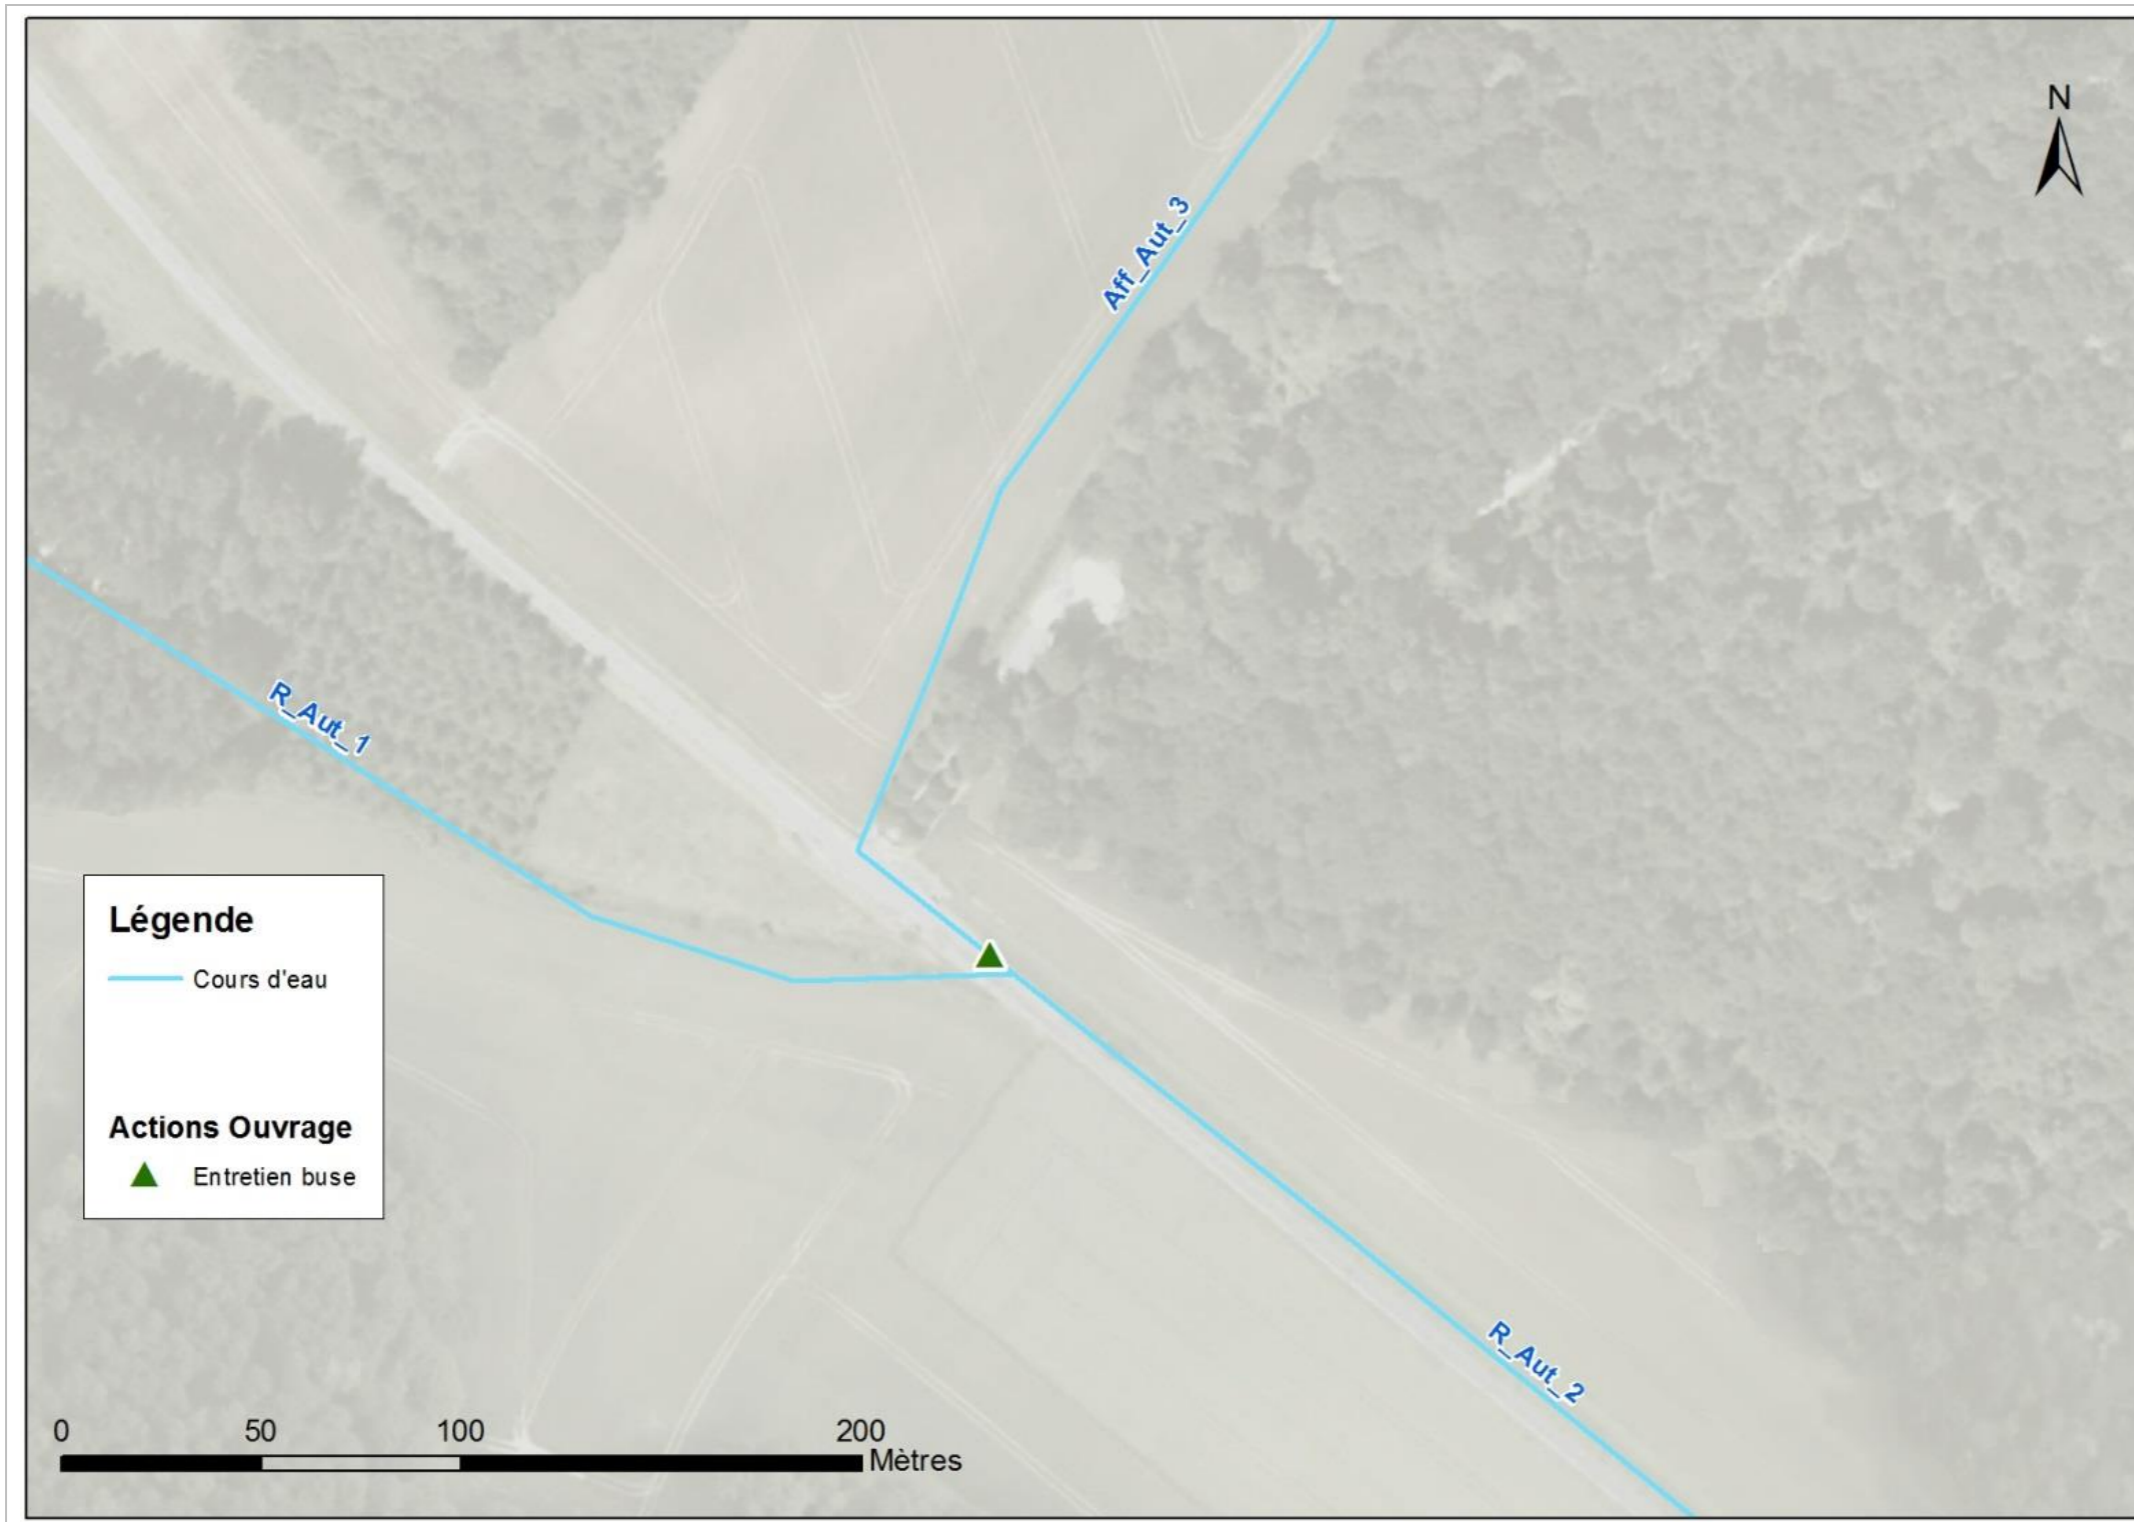 N
Aff_Aut_3
R_Aut_1
Légende
Cours d'eau
Actions Ouvrage
Entretien buse
R_Aut_2
0 50 100 200
Mètres